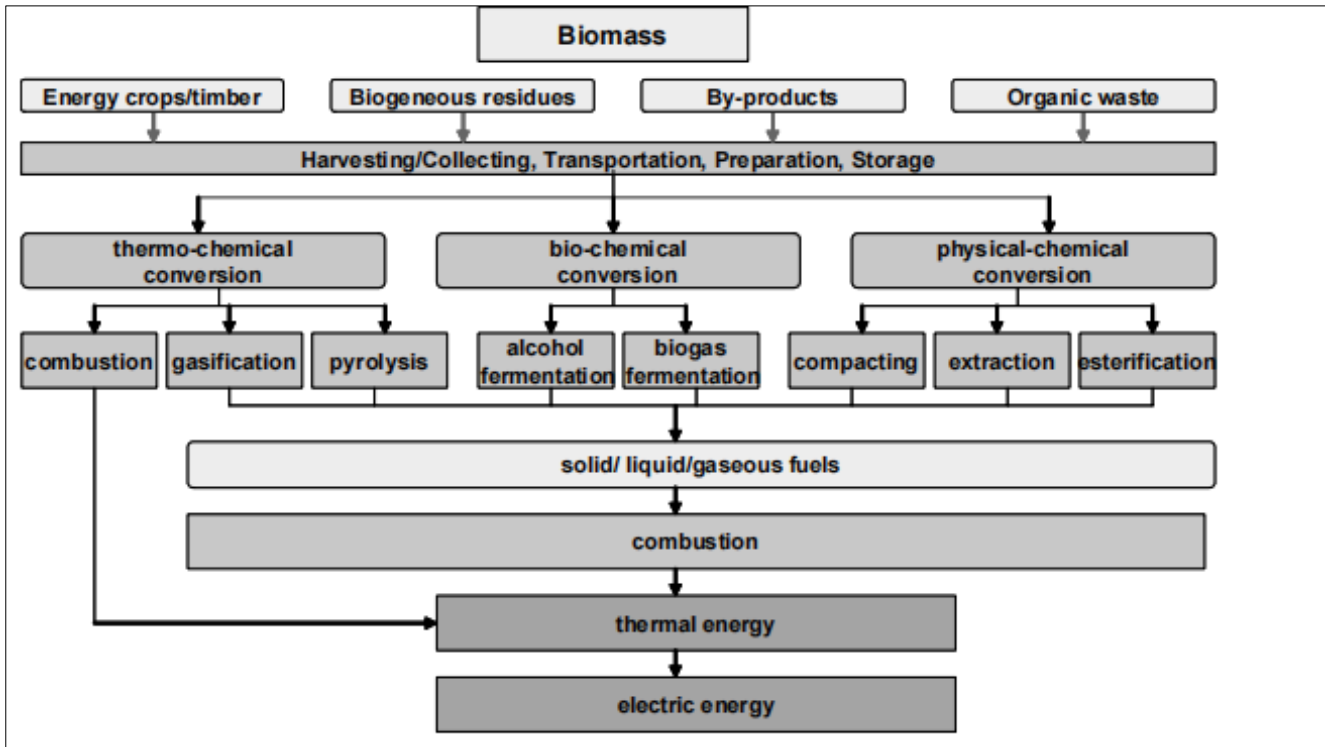 Biomass
Energy crops/timber
Biogeneous residues
By-products
Organic waste
Harvesting/Collecting, Transportation, Preparation, Storage
thermo-chemical
conversion
bio-chemical
conversion
physical-chemical
conversion
combustion
gasification
pyrolysis
alcohol
fermentation
biogas
fermentation
compacting
extraction
esterification
solid/ liquid/gaseous fuels
combustion
thermal energy
electric energy